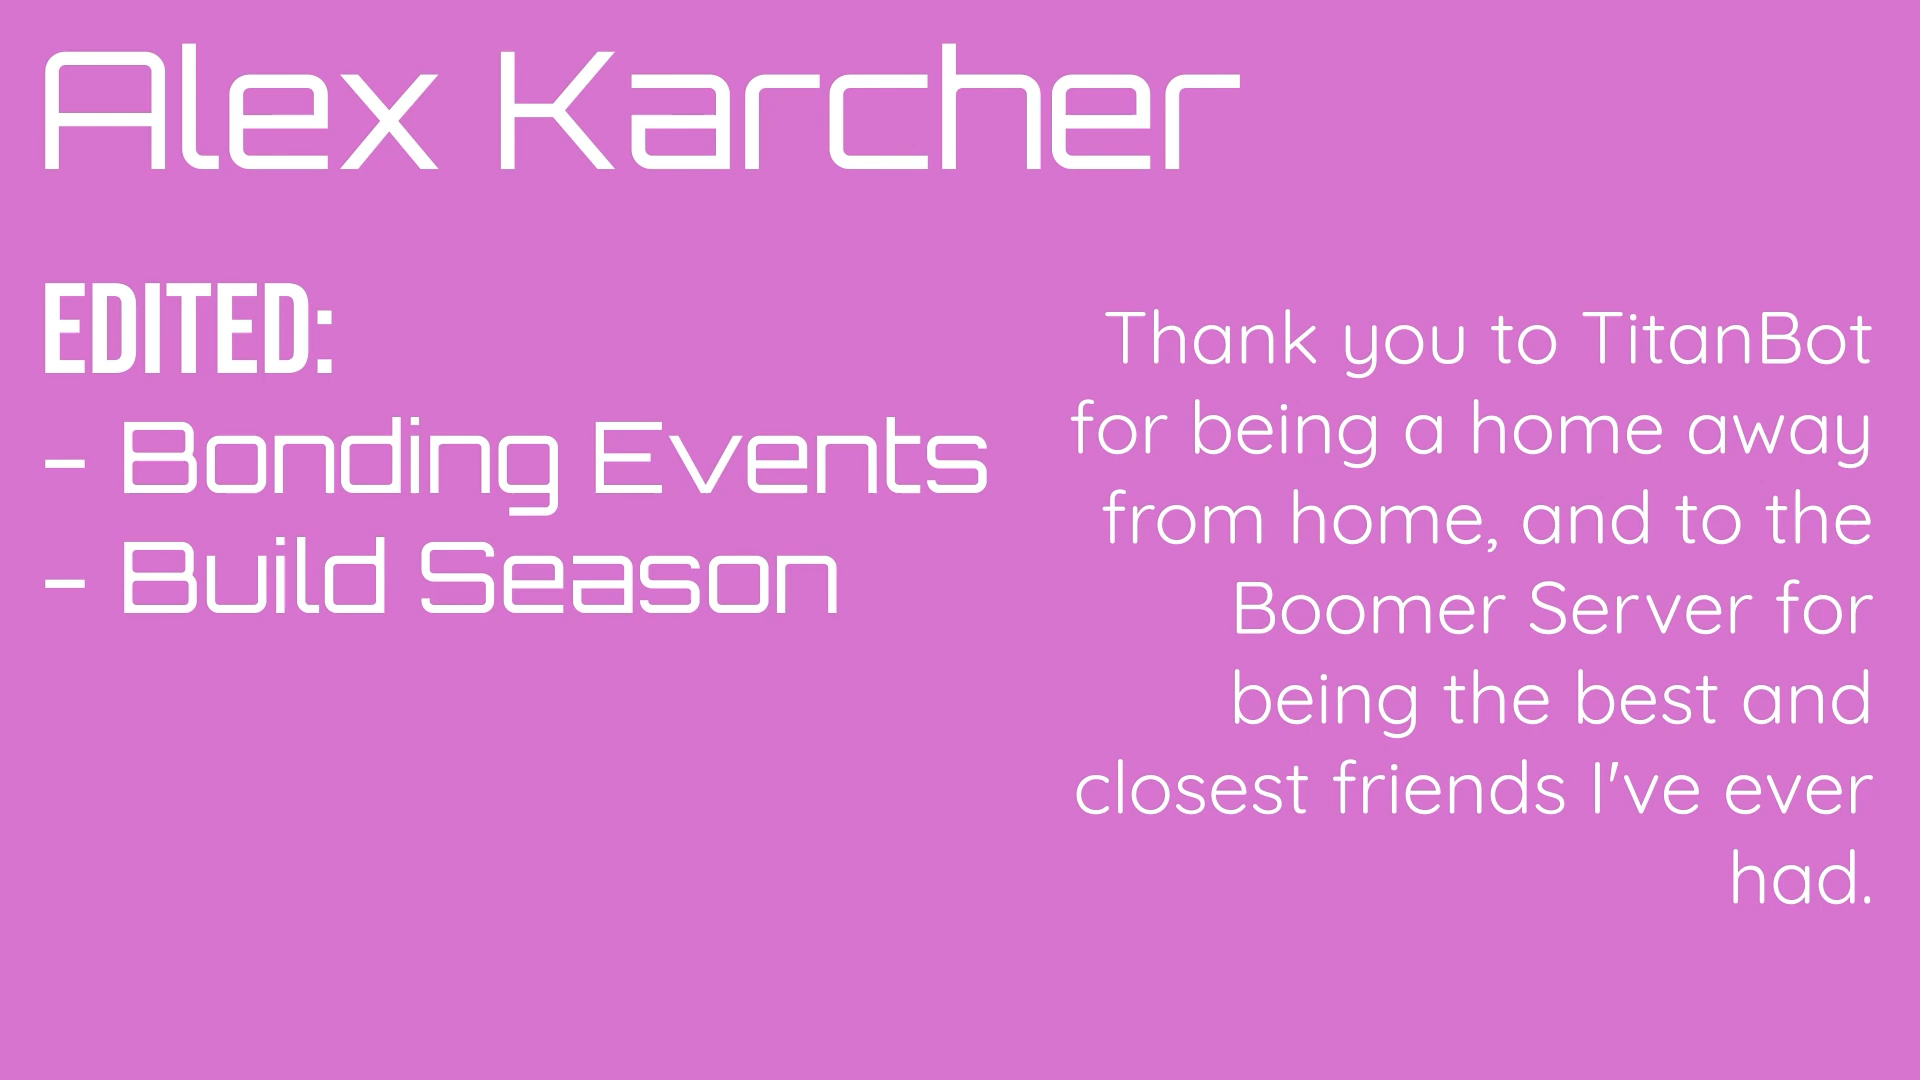 Alex Karcher
EDITED:
- Bonding Events
- Build Season
Thank you to TitanBot
for being a home away
from home, and to the
Boomer Server for
being the best and
closest friends I've ever
had.